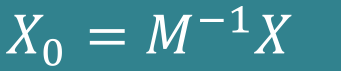 X₀ = M⁻¹X